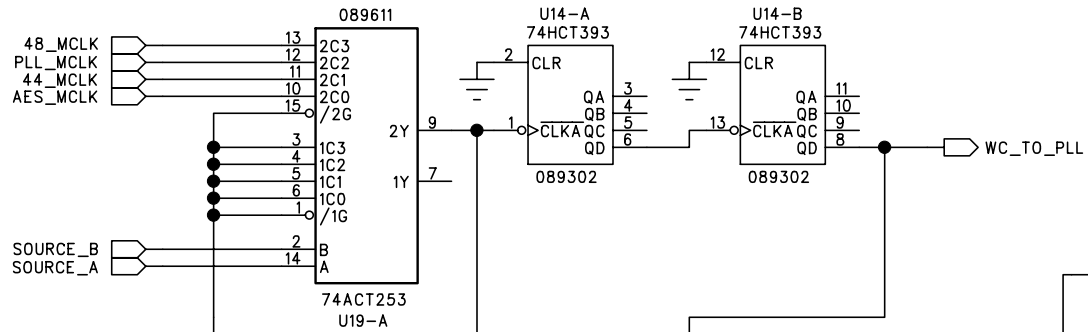 089611
48_MCLK
PLL_MCLK
44_MCLK
AES_MCLK
13
12
11
10
15
2C3
2C2
2C1
2C0
/2G
3
4
5
6
1
1C3
1C2
1C1
1C0
/1G
2Y
9
1Y
7
SOURCE_B
SOURCE_A
2
14
B
A
74ACT253
U19-A
U14-A
74HCT393
2
CLR
1
CLKA
QA
QB
QC
QD
3
4
5
6
089302
U14-B
74HCT393
12
CLR
13
CLKA
QA
QB
QC
QD
11
10
9
8
089302
WC_TO_PLL